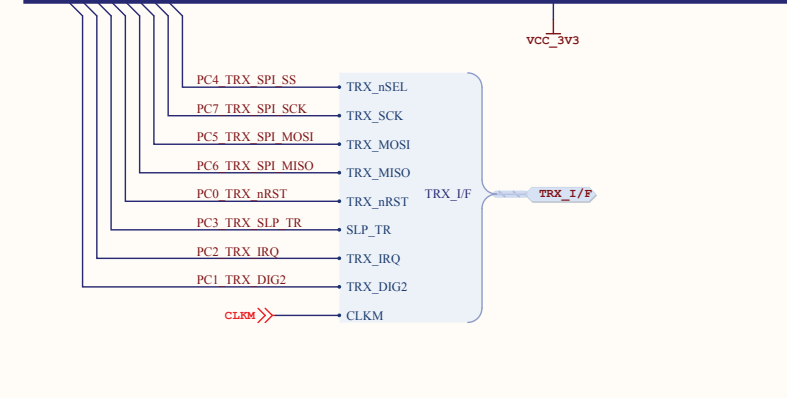 VCC_3V3
PC4_TRX_SPI_SS TRX_nSEL
PC7_TRX_SPI_SCK TRX_SCK
PC5_TRX_SPI_MOSI TRX_MOSI
PC6_TRX_SPI_MISO TRX_MISO
PC0_TRX_nRST TRX_nRST TRX_I/F TRX_I/F
PC3_TRX_SLP_TR SLP_TR
PC2_TRX_IRQ TRX_IRQ
PC1_TRX_DIG2 TRX_DIG2
CLKM CLKM